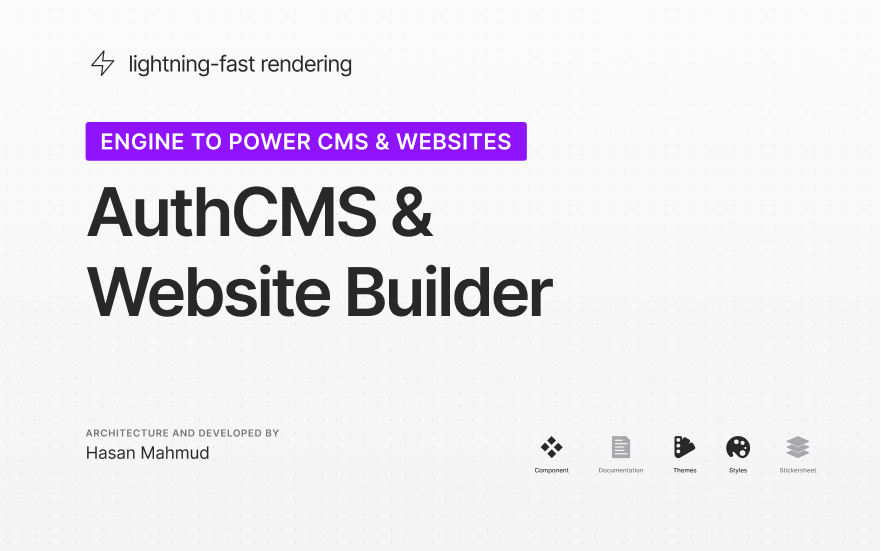 lightning-fast rendering
ENGINE TO POWER CMS & WEBSITES
AuthCMS &
Website Builder
ARCHITECTURE AND DEVELOPED BY
Hasan Mahmud
Component Documentation Themes Styles Stickersheet